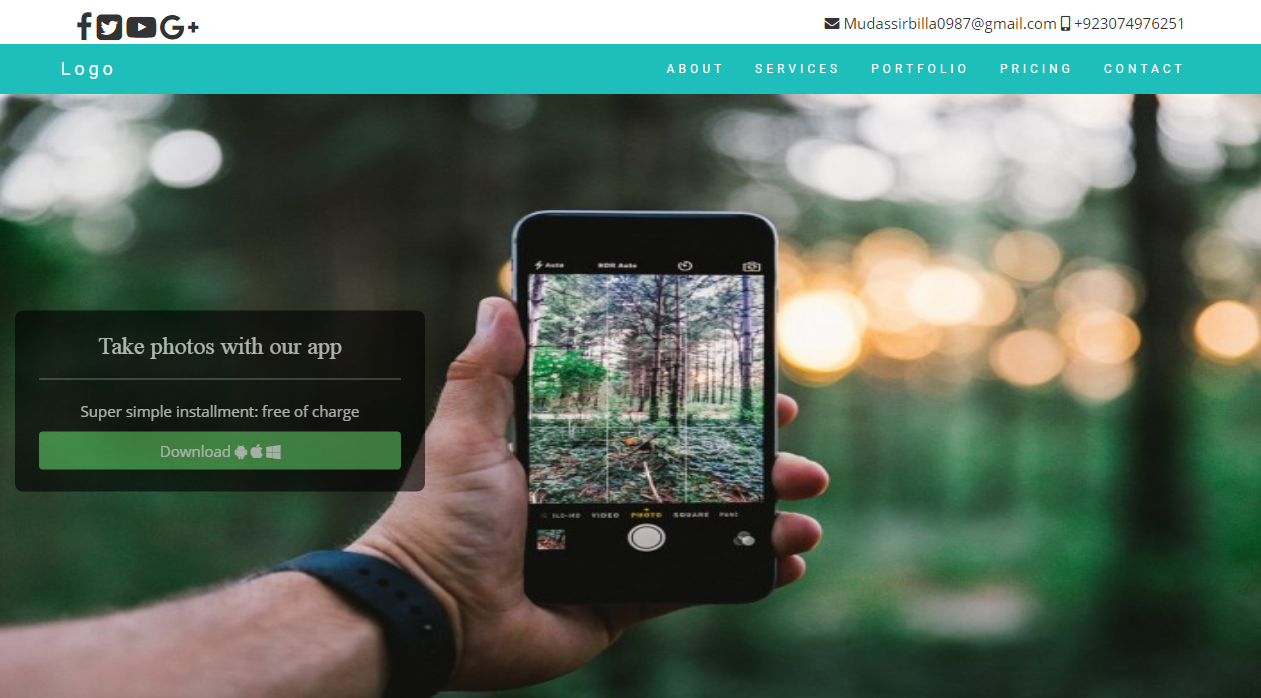 Mudassirbilla0987@gmail.com +923074976251
Logo ABOUT SERVICES PORTFOLIO PRICING CONTACT
Auto HDR Auto
Take photos with our app
Super simple installment: free of charge
Download
SLO-MO VIDEO PHOTO SQUARE PANO